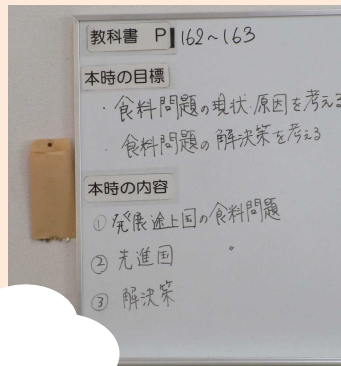 教科書 P 162~163
本時の目標
・食料問題の現状・原因を考える
・食料問題の解決策を考える
本時の内容
① 発展途上国の食料問題
② 先進国 〃
③ 解決策